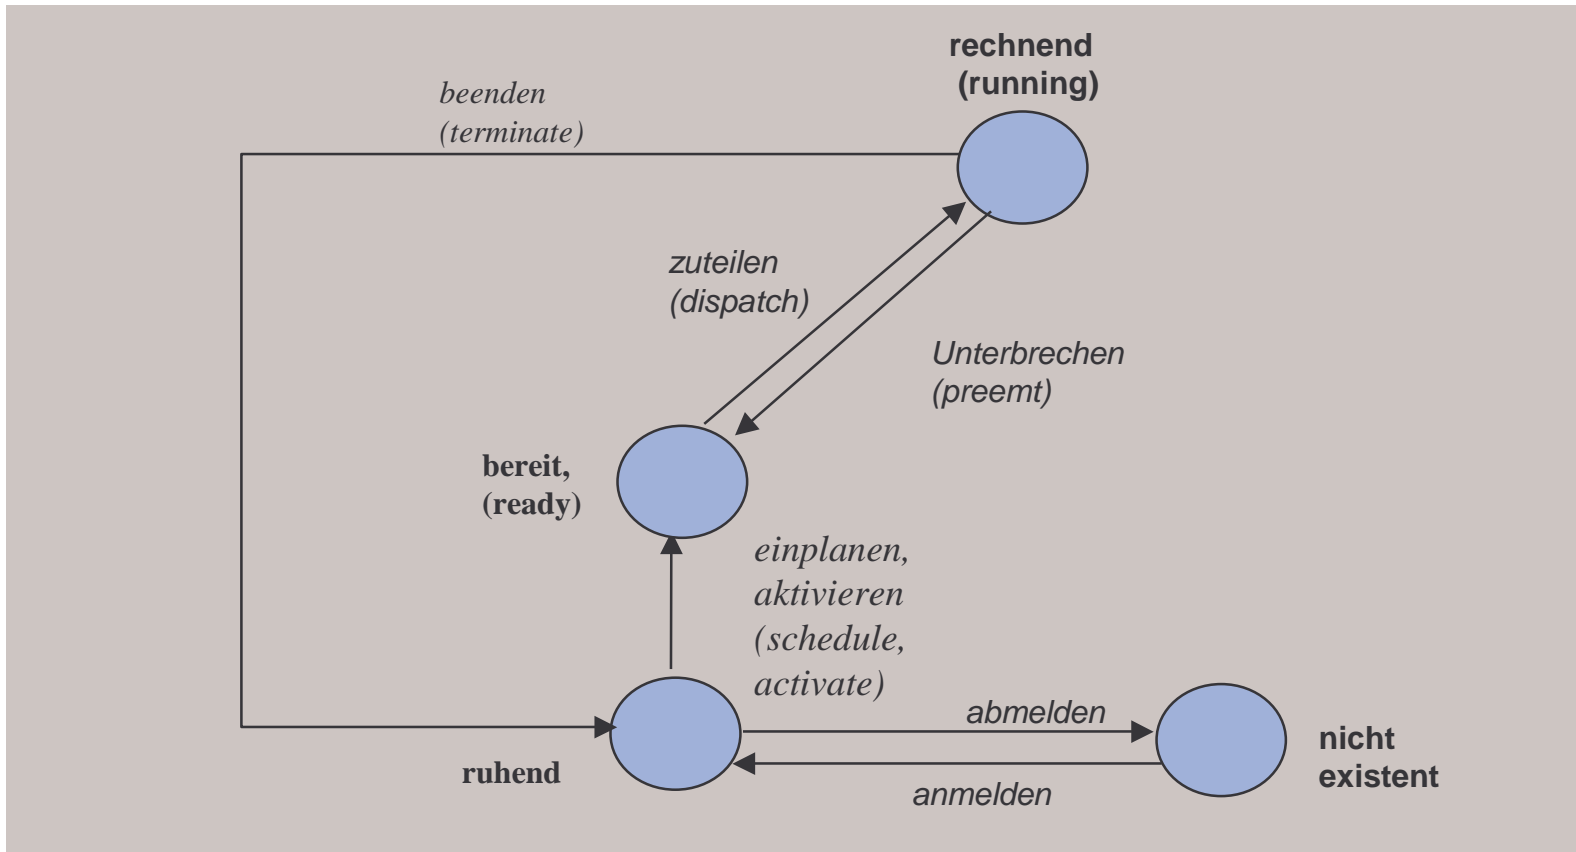 rechnend
(running)
beenden
(terminate)
zuteilen
(dispatch)
Unterbrechen
(preemt)
bereit,
(ready)
einplanen,
aktivieren
(schedule,
activate)
abmelden
nicht
existent
ruhend
anmelden